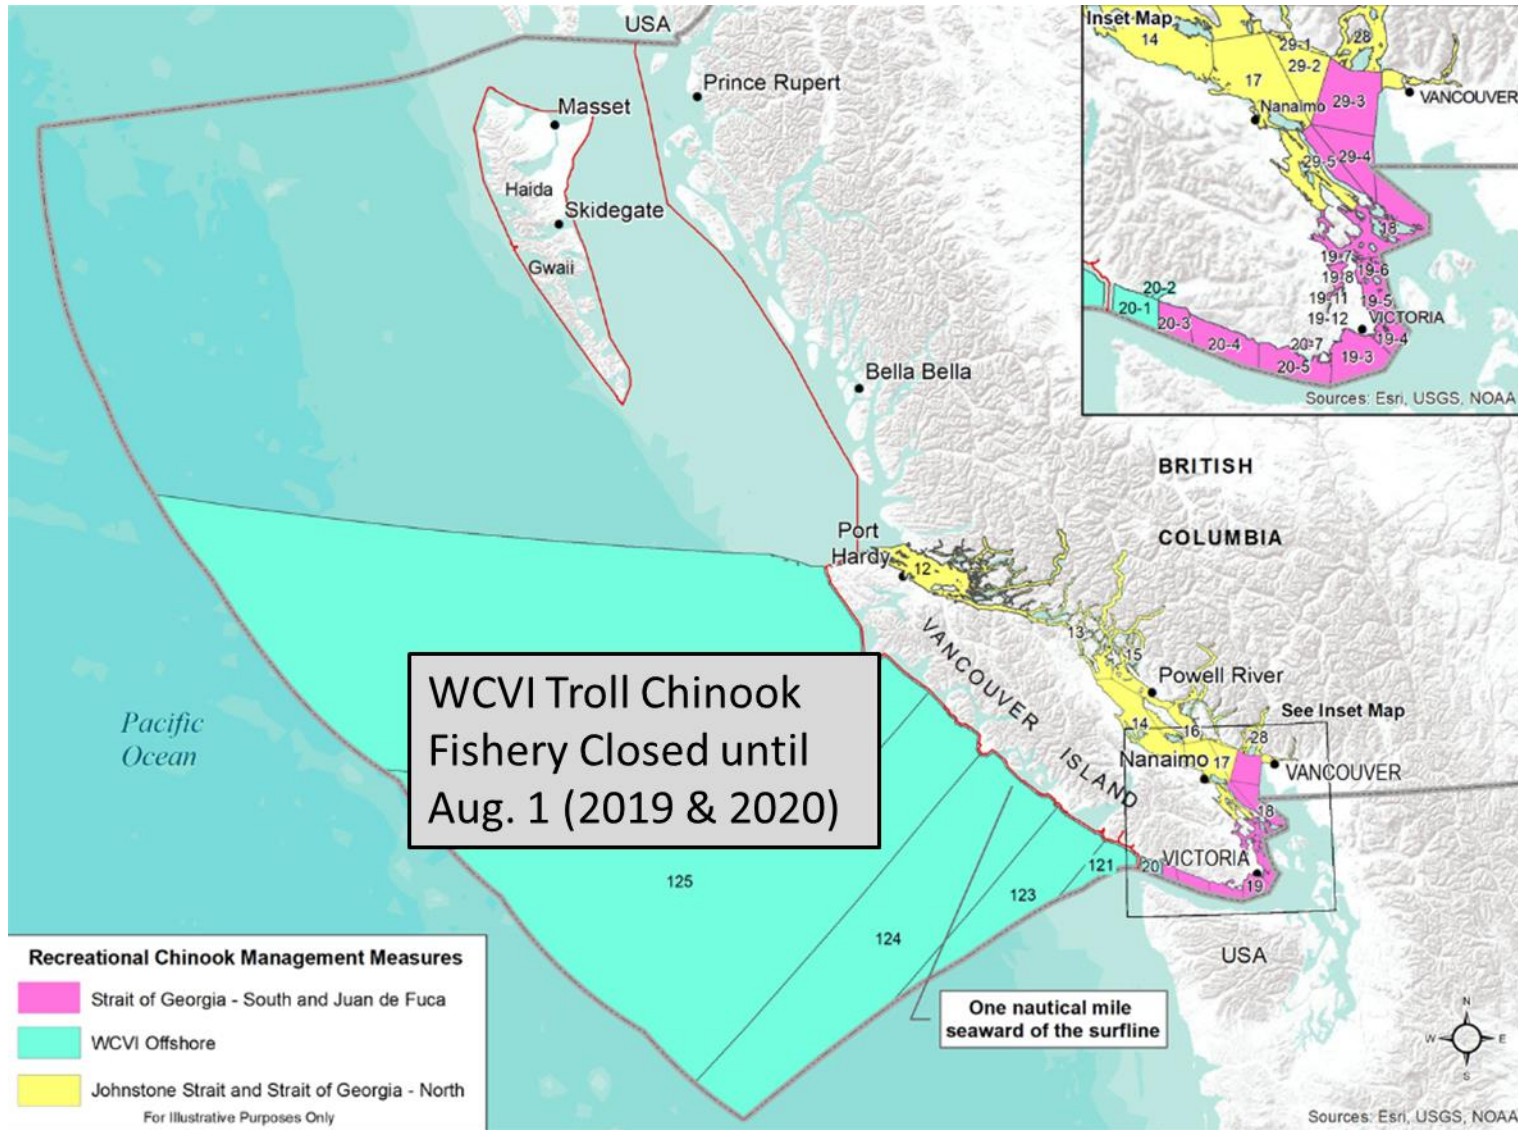 USA
Prince Rupert
Masset
Haida
Skidegate
Gwaii
Bella Bella
BRITISH
COLUMBIA
Port
Hardy
12
VANCOUVER ISLAND
13
15
Powell River
14
16
See Inset Map
28
Nanaimo
17
VANCOUVER
18
VICTORIA
20
19
USA
Pacific
Ocean
WCVI Troll Chinook
Fishery Closed until
Aug. 1 (2019 & 2020)
125
124
123
121
One nautical mile
seaward of the surfline
Recreational Chinook Management Measures
Strait of Georgia - South and Juan de Fuca
WCVI Offshore
Johnstone Strait and Strait of Georgia - North
For Illustrative Purposes Only
N
W
E
S
Sources: Esri, USGS, NOAA
Inset Map
14
29-1
28
29-2
17
29-3
Nanaimo
VANCOUVER
29-5
29-4
18
19-7
19-6
19-8
20-2
19-11
19-5
20-1
19-12
VICTORIA
20-3
20-4
20-7
19-4
20-5
19-3
Sources: Esri, USGS, NOAA